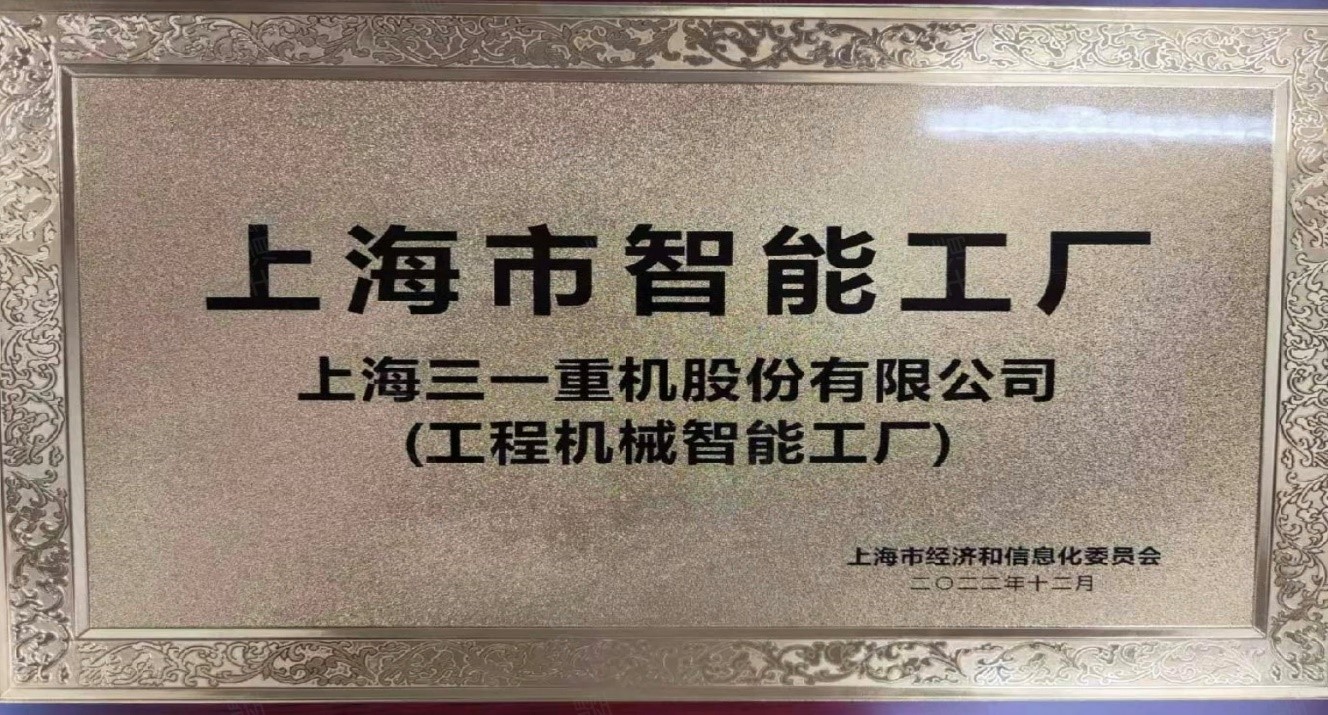 上海市智能工厂
上海三一重机股份有限公司
(工程机械智能工厂)
上海市经济和信息化委员会
二〇二二年十二月